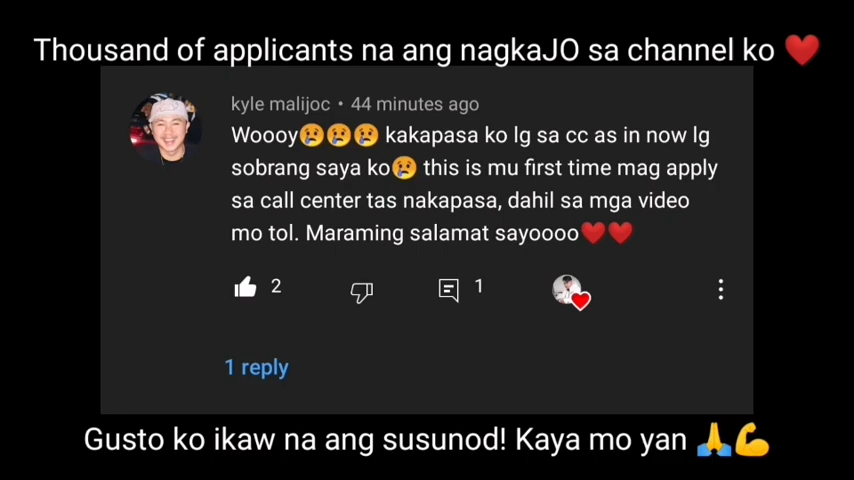 Thousand of applicants na ang nagkaJO sa channel ko ❤️
kyle malijoc • 44 minutes ago
Woooy😢😢😢 kakapasa ko lg sa cc as in now lg
sobrang saya ko😢 this is mu first time mag apply
sa call center tas nakapasa, dahil sa mga video
mo tol. Maraming salamat sayoooo❤️❤️
2
1
1 reply
Gusto ko ikaw na ang susunod! Kaya mo yan 🙏💪